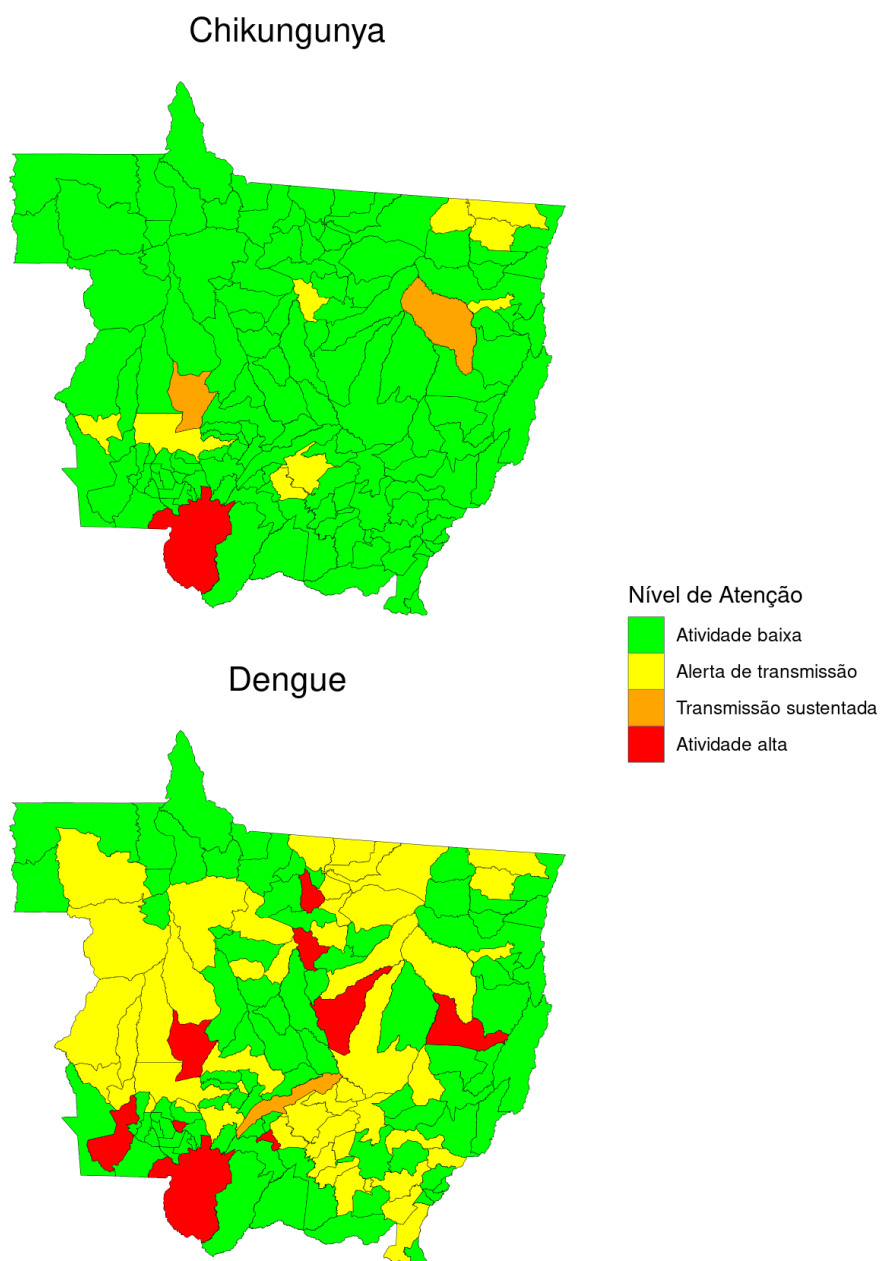 Chikungunya
Nível de Atenção
Atividade baixa
Alerta de transmissão
Transmissão sustentada
Atividade alta
Dengue